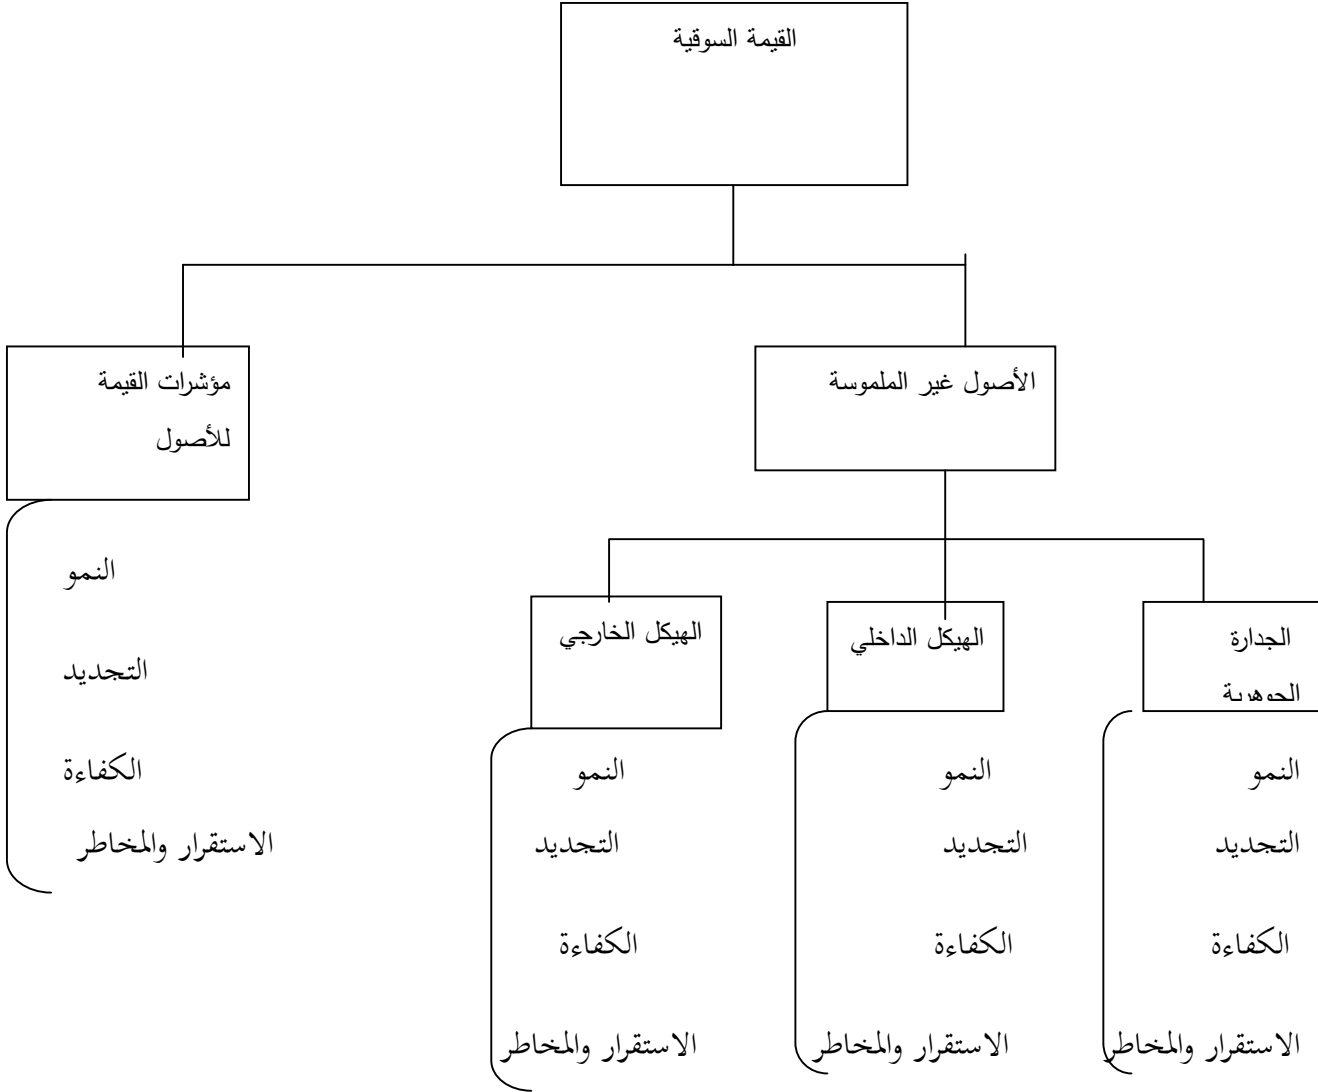 القيمة السوقية
الأصول غير الملموسة
مؤشرات القيمة
للأصول
الجدارة
الجوهرية
الهيكل الداخلي
الهيكل الخارجي
النمو
التجديد
الكفاءة
الاستقرار والمخاطر
النمو
التجديد
الكفاءة
الاستقرار والمخاطر
النمو
التجديد
الكفاءة
الاستقرار والمخاطر
النمو
التجديد
الكفاءة
الاستقرار والمخاطر